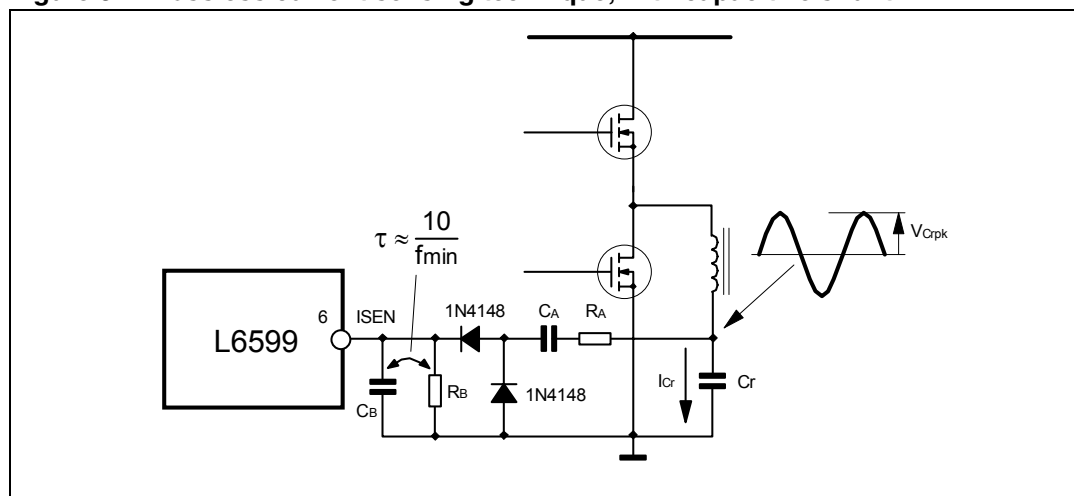 VCrpk
τ ≈ 10
fmin
1N4148
CA
RA
6
ISEN
L6599
CB
RB
1N4148
ICr
Cr